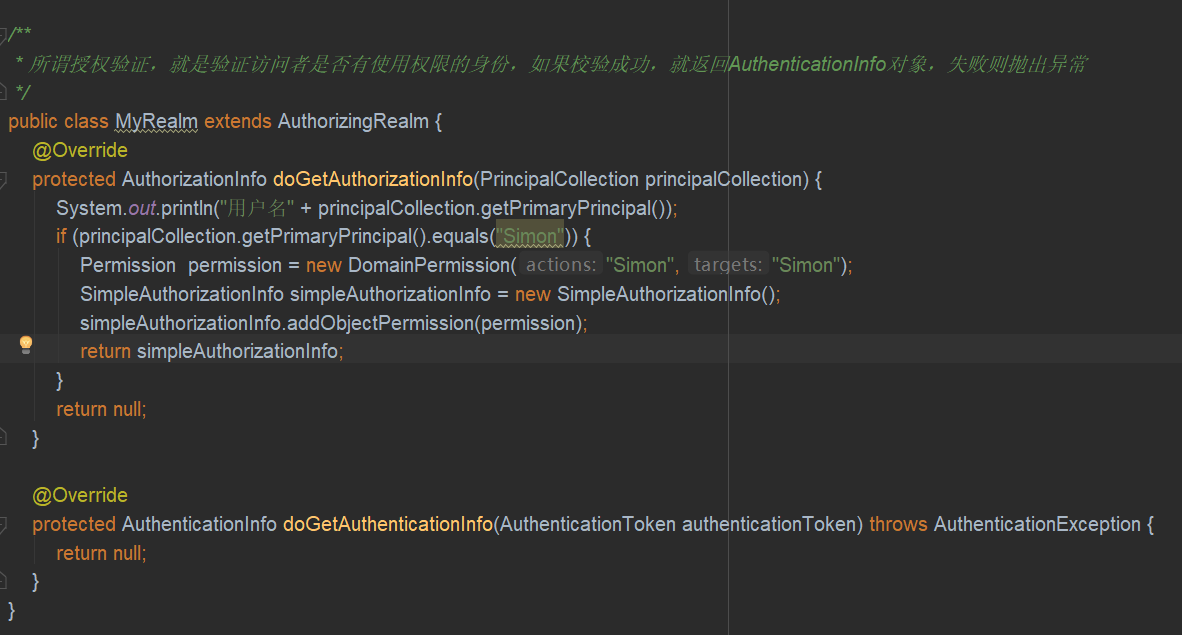 /**
 * 所谓授权验证，就是验证访问者是否有使用权限的身份，如果校验成功，就返回AuthenticationInfo对象，失败则抛出异常
 */
public class MyRealm extends AuthorizingRealm {
    @Override
    protected AuthorizationInfo doGetAuthorizationInfo(PrincipalCollection principalCollection) {
        System.out.println("用户名" + principalCollection.getPrimaryPrincipal());
        if (principalCollection.getPrimaryPrincipal().equals("Simon")) {
            Permission  permission = new DomainPermission( actions: "Simon", targets: "Simon");
            SimpleAuthorizationInfo simpleAuthorizationInfo = new SimpleAuthorizationInfo();
            simpleAuthorizationInfo.addObjectPermission(permission);
            return simpleAuthorizationInfo;
        }
        return null;
    }
    @Override
    protected AuthenticationInfo doGetAuthenticationInfo(AuthenticationToken authenticationToken) throws AuthenticationException {
        return null;
    }
}